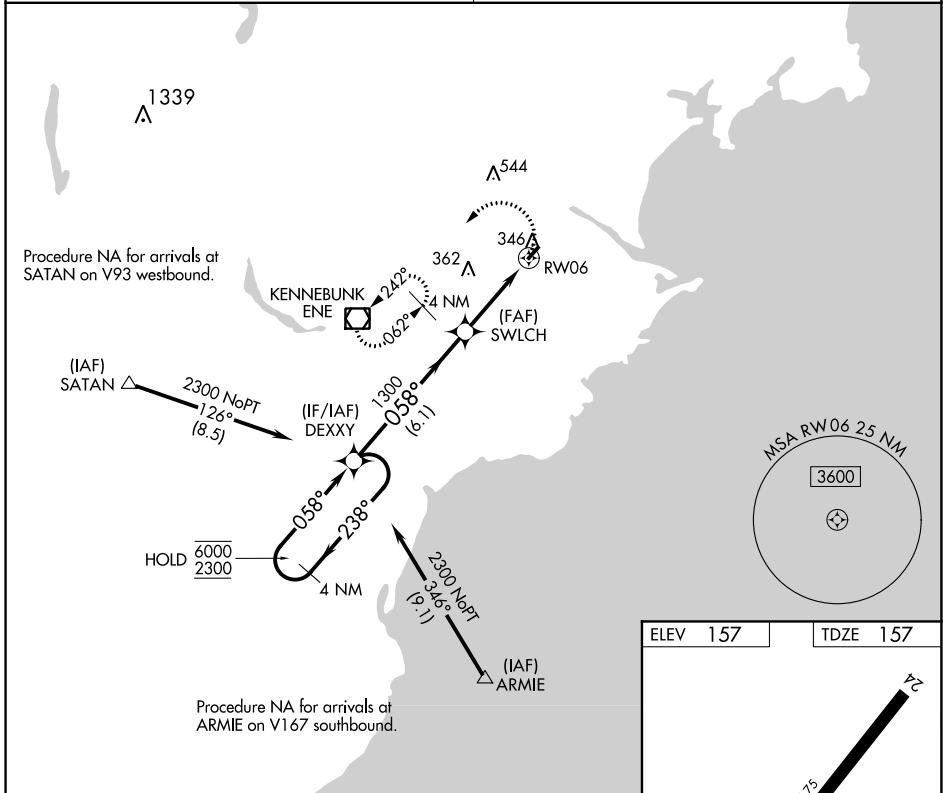 1339
544
346
RW06
362
Procedure NA for arrivals at
SATAN on V93 westbound.
KENNEBUNK
ENE
242°
062°
4 NM
(FAF)
SWLCH
(IAF)
SATAN
2300 NoPT
126°
(8.5)
(IF/IAF)
DEXXY
1300
058°
(6.1)
MSA RW06 25 NM
3600
058°
238°
HOLD
6000
2300
4 NM
2300 NoPT
346°
(9.1)
(IAF)
ARMIE
Procedure NA for arrivals at
ARMIE on V167 southbound.
ELEV 157
TDZE 157
24
75